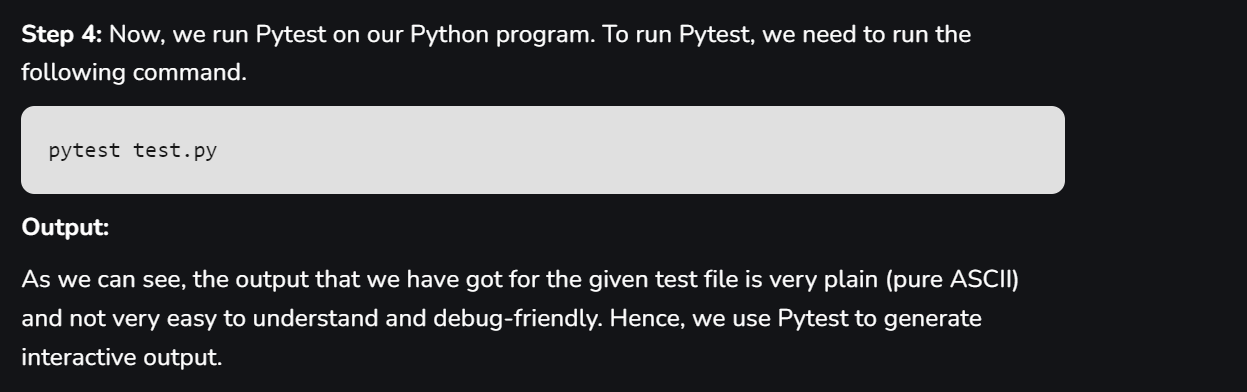 Step 4: Now, we run Pytest on our Python program. To run Pytest, we need to run the
following command.
pytest test.py
Output:
As we can see, the output that we have got for the given test file is very plain (pure ASCII)
and not very easy to understand and debug-friendly. Hence, we use Pytest to generate
interactive output.